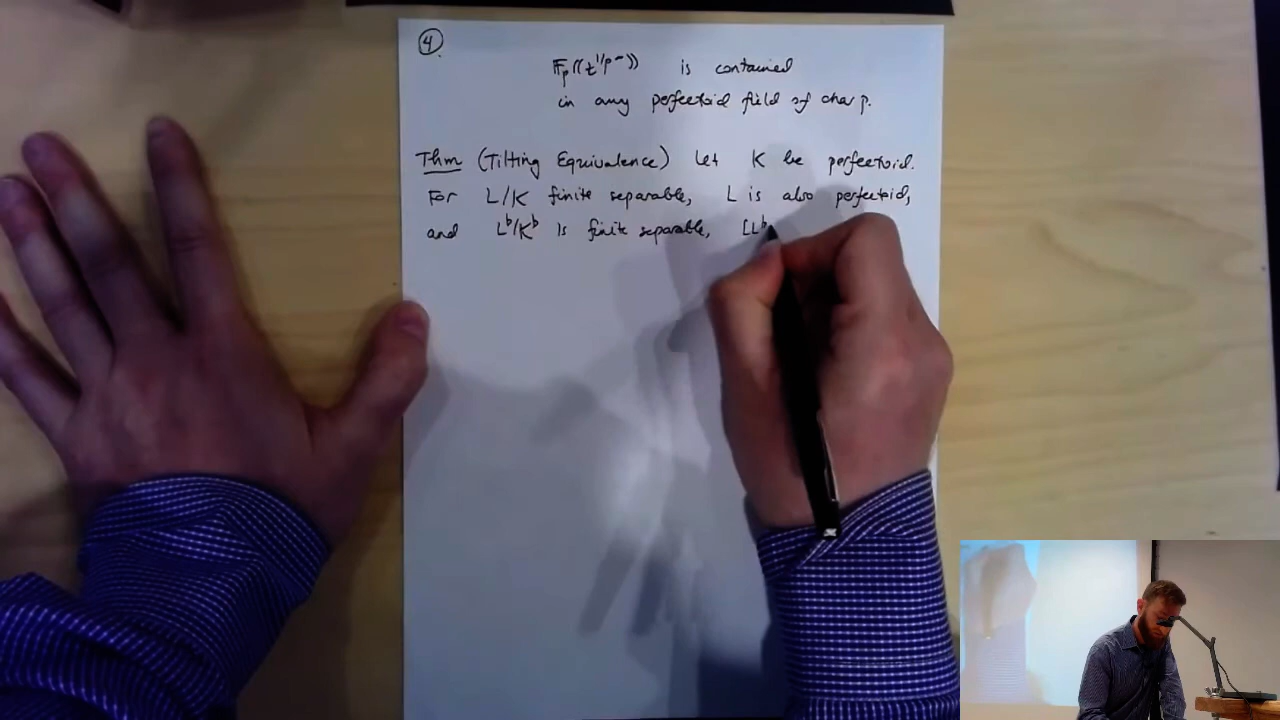 ④
𝔽ₚ((t^{1/p^∞})) is contained
in any perfectoid field of char p.
Thm (Tilting Equivalence) Let K be perfectoid.
For L/K finite separable, L is also perfectoid,
and L^♭/K^♭ is finite separable, [L^♭